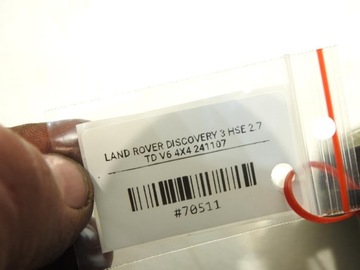 LAND ROVER DISCOVERY 3 HSE 2.7
TD V6 4X4 241107
#70511